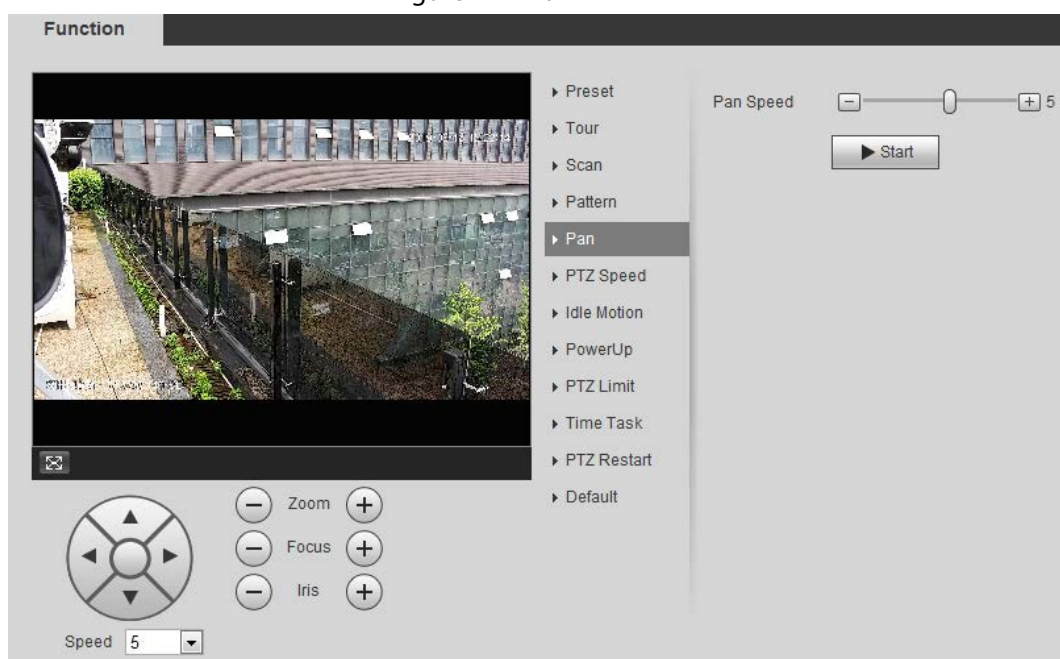 Function
Preset
Tour
Scan
Pattern
Pan
PTZ Speed
Idle Motion
PowerUp
PTZ Limit
Time Task
PTZ Restart
Default
Pan Speed 5
Start
Zoom
Focus
Iris
Speed 5